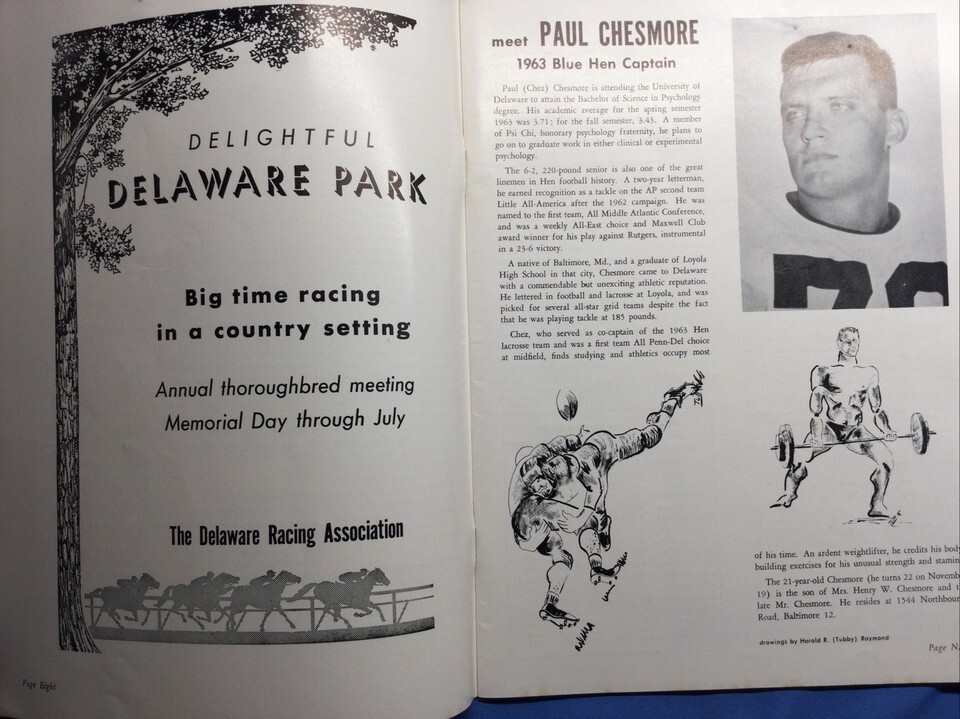 DELIGHTFUL
DELAWARE PARK
Big time racing
in a country setting
Annual thoroughbred meeting
Memorial Day through July
The Delaware Racing Association
Page Eight
meet PAUL CHESMORE
1963 Blue Hen Captain
Paul (Chez) Chesmore is attending the University of
Delaware to attain the Bachelor of Science in Psychology
degree. His academic average for the spring semester
1963 was 3.71; for the fall semester, 3.43. A member
of Psi Chi, honorary psychology fraternity, he plans to
go on to graduate work in either clinical or experimental
psychology.
The 6-2, 220-pound senior is also one of the great
linemen in Hen football history. A two-year letterman,
he earned recognition as a tackle on the AP second team
Little All-America after the 1962 campaign. He was
named to the first team, All Middle Atlantic Conference,
and was a weekly All-East choice and Maxwell Club
award winner for his play against Rutgers, instrumental
in a 23-6 victory.
A native of Baltimore, Md., and a graduate of Loyola
High School in that city, Chesmore came to Delaware
with a commendable but unexciting athletic reputation.
He lettered in football and lacrosse at Loyola, and was
picked for several all-star grid teams despite the fact
that he was playing tackle at 185 pounds.
Chez, who served as co-captain of the 1963 Hen
lacrosse team and was a first team All Penn-Del choice
at midfield, finds studying and athletics occupy most
of his time. An ardent weightlifter, he credits his body
building exercises for his unusual strength and stamin
The 21-year-old Chesmore (he turns 22 on Novembe
19) is the son of Mrs. Henry W. Chesmore and t
late Mr. Chesmore. He resides at 1544 Northbour
Road, Baltimore 12.
drawings by Harold R. (Tubby) Raymond
Page N